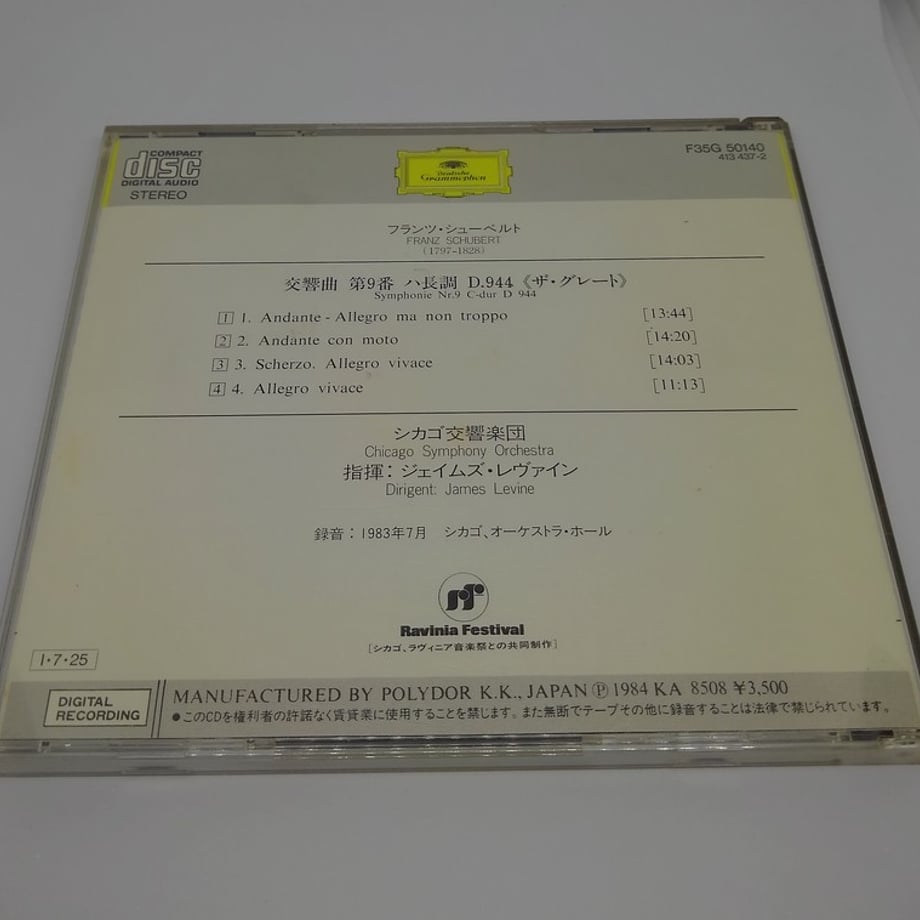 COMPACT
disc
DIGITAL AUDIO
STEREO
Deutsche
Grammophon
F35G 50140
413 437-2
フランツ・シューベルト
FRANZ SCHUBERT
(1797-1828)
交響曲 第9番 ハ長調 D.944《ザ・グレート》
Symphonie Nr.9 C-dur D 944
1 1. Andante - Allegro ma non troppo [13:44]
2 2. Andante con moto [14:20]
3 3. Scherzo. Allegro vivace [14:03]
4 4. Allegro vivace [11:13]
シカゴ交響楽団
Chicago Symphony Orchestra
指揮：ジェイムズ・レヴァイン
Dirigent: James Levine
録音：1983年7月 シカゴ、オーケストラ・ホール
Ravinia Festival
[シカゴ、ラヴィニア音楽祭との共同制作]
I・7・25
DIGITAL
RECORDING
MANUFACTURED BY POLYDOR K.K., JAPAN Ⓟ 1984 KA 8508 ¥3,500
●このCDを権利者の許諾なく賃貸業に使用することを禁じます。また無断でテープその他に録音することは法律で禁じられています。